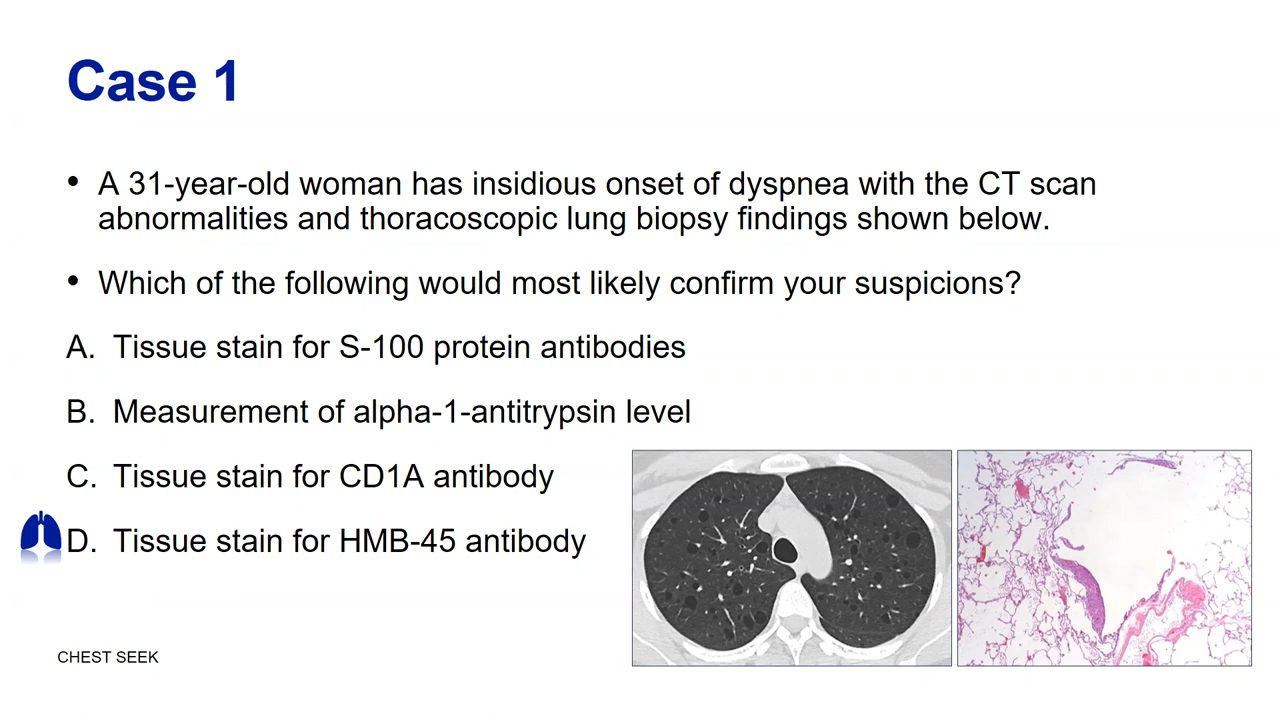 Case 1
• A 31-year-old woman has insidious onset of dyspnea with the CT scan
abnormalities and thoracoscopic lung biopsy findings shown below.
• Which of the following would most likely confirm your suspicions?
A. Tissue stain for S-100 protein antibodies
B. Measurement of alpha-1-antitrypsin level
C. Tissue stain for CD1A antibody
D. Tissue stain for HMB-45 antibody
CHEST SEEK